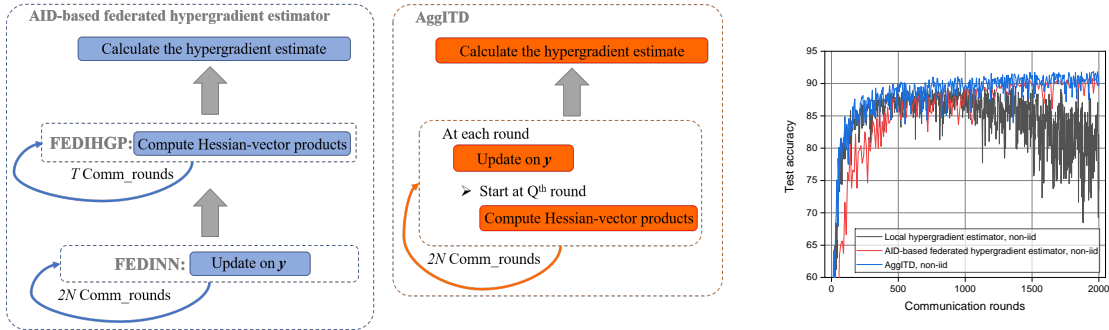 AID-based federated hypergradient estimator
Calculate the hypergradient estimate
FEDIHGP: Compute Hessian-vector products
T Comm_rounds
FEDINN: Update on y
2N Comm_rounds
AggITD
Calculate the hypergradient estimate
At each round
Update on y
➢ Start at Qth round
Compute Hessian-vector products
2N Comm_rounds
95
90
85
80
75
70
65
60
Test accuracy
Local hypergradient estimator, non-iid
AID-based federated hypergradient estimator, non-iid
AggITD, non-iid
0 500 1000 1500 2000
Communication rounds